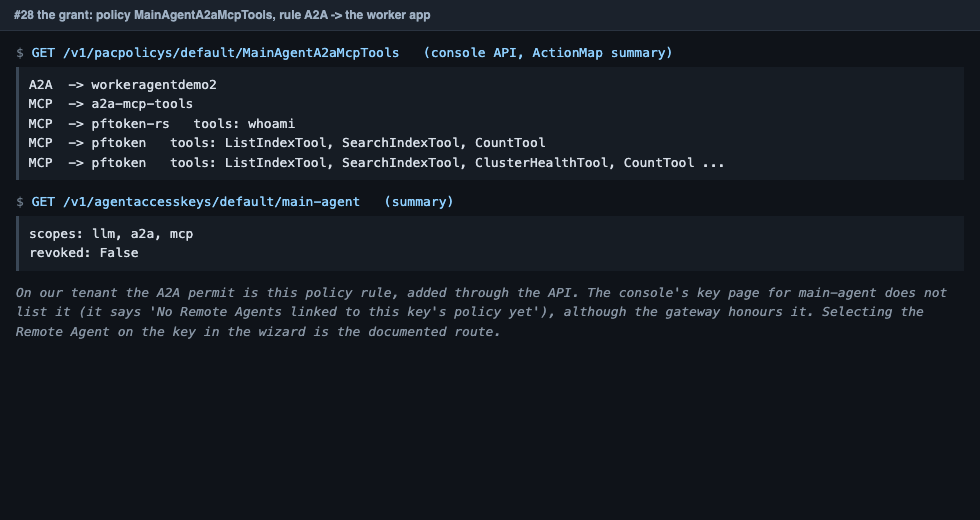 #28 the grant: policy MainAgentA2aMcpTools, rule A2A -> the worker app
$ GET /v1/pacpolicys/default/MainAgentA2aMcpTools   (console API, ActionMap summary)
A2A  -> workeragentdemo2
MCP  -> a2a-mcp-tools
MCP  -> pftoken-rs   tools: whoami
MCP  -> pftoken   tools: ListIndexTool, SearchIndexTool, CountTool
MCP  -> pftoken   tools: ListIndexTool, SearchIndexTool, ClusterHealthTool, CountTool ...
$ GET /v1/agentaccesskeys/default/main-agent   (summary)
scopes: llm, a2a, mcp
revoked: False
On our tenant the A2A permit is this policy rule, added through the API. The console's key page for main-agent does not
list it (it says 'No Remote Agents linked to this key's policy yet'), although the gateway honours it. Selecting the
Remote Agent on the key in the wizard is the documented route.